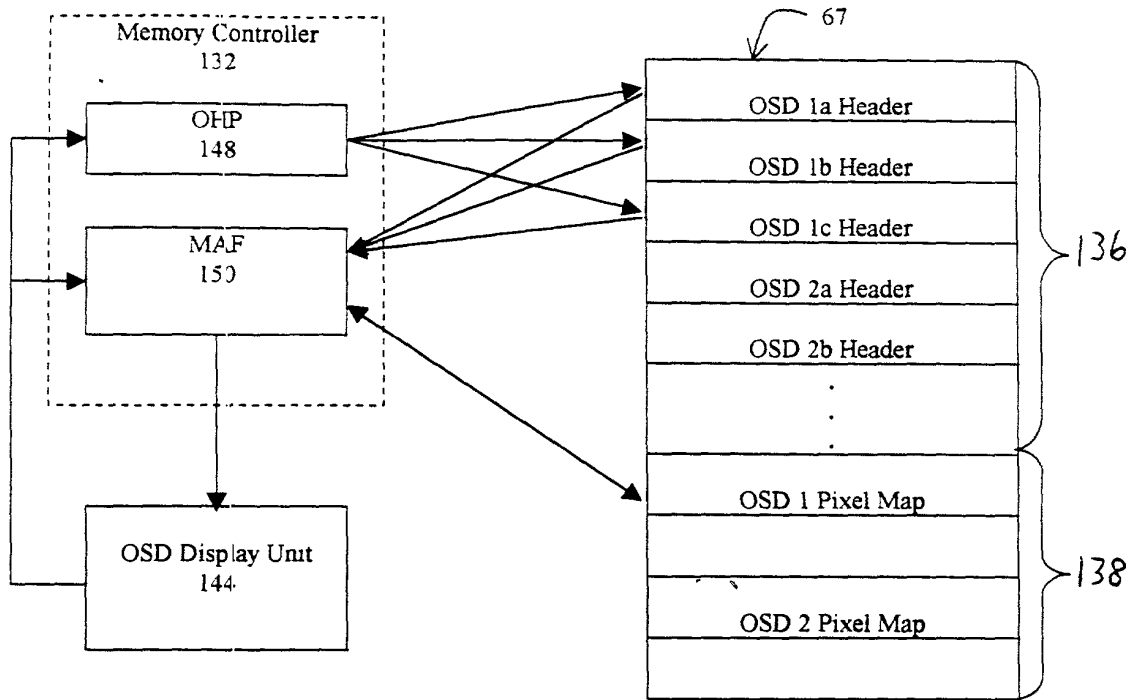 67
Memory Controller
132
OHP
148
MAF
150
OSD Display Unit
144
OSD 1a Header
OSD 1b Header
OSD 1c Header
OSD 2a Header
OSD 2b Header
.
.
.
136
OSD 1 Pixel Map
OSD 2 Pixel Map
138